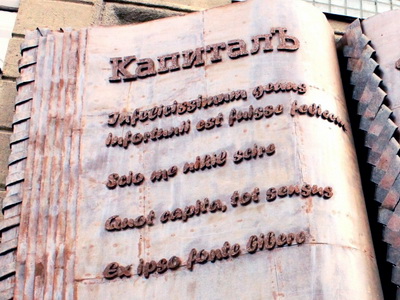 КапиталЪ
Infelicissimum genus
infortunii est fuisse felicem
Scio me nihil scire
Quot capita, tot sensus
Ex ipso fonte bibere